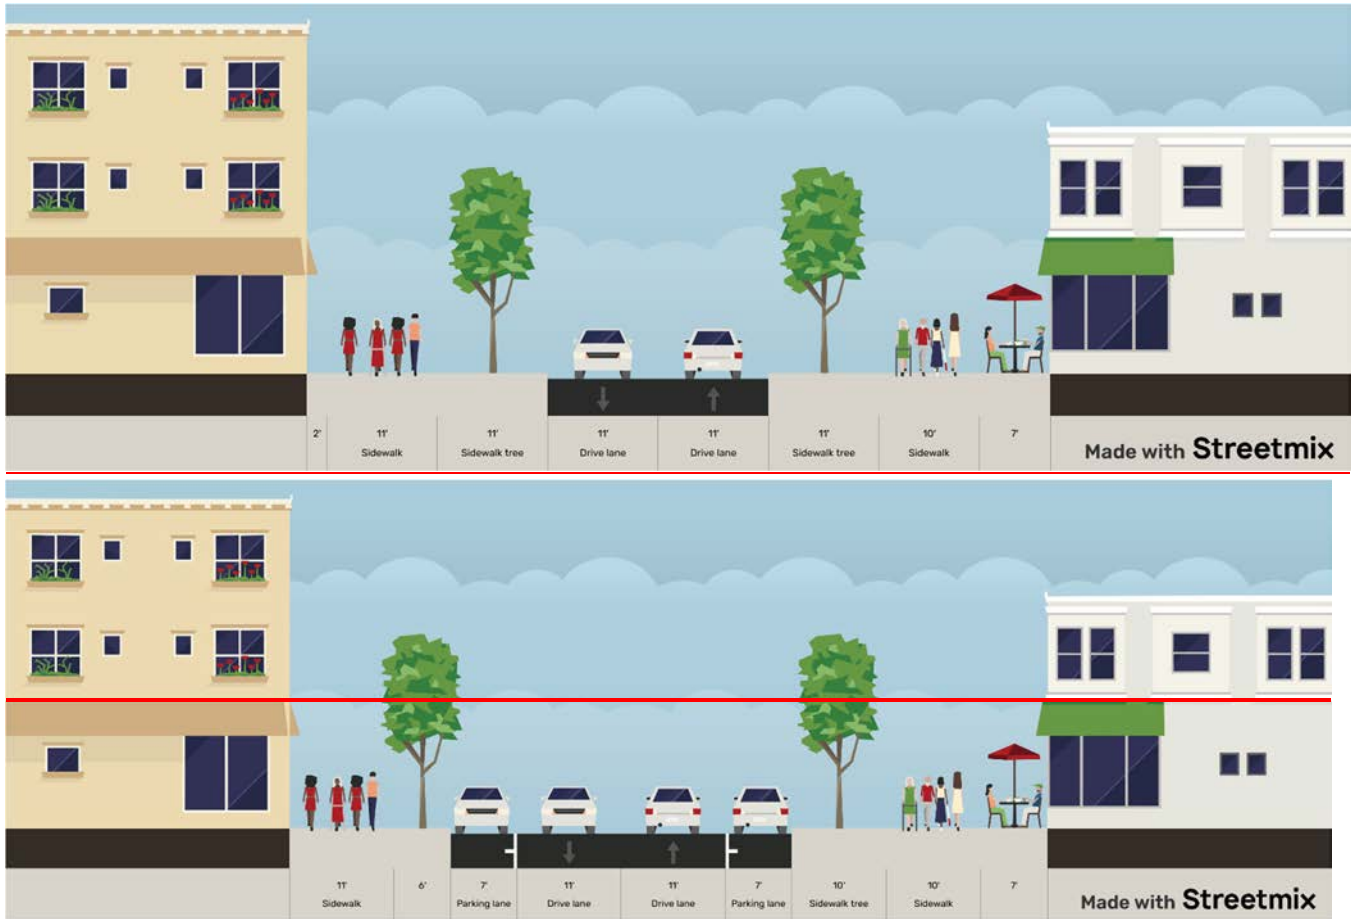 2' 11' 11' 11' 11' 11' 10' 7'
Sidewalk Sidewalk tree Drive lane Drive lane Sidewalk tree Sidewalk
Made with Streetmix
11' 6' 7' 11' 11' 7' 10' 10' 7'
Sidewalk Parking lane Drive lane Drive lane Parking lane Sidewalk tree Sidewalk
Made with Streetmix